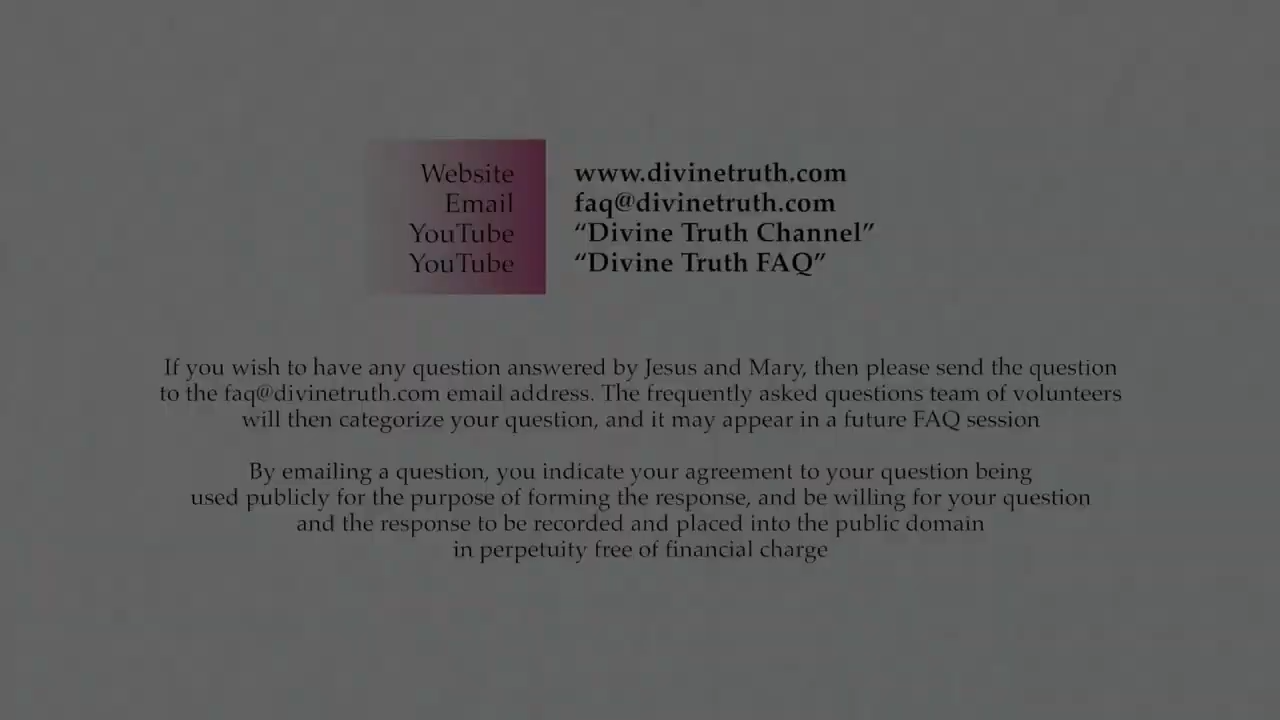 Website www.divinetruth.com
Email faq@divinetruth.com
YouTube “Divine Truth Channel”
YouTube “Divine Truth FAQ”
If you wish to have any question answered by Jesus and Mary, then please send the question
to the faq@divinetruth.com email address. The frequently asked questions team of volunteers
will then categorize your question, and it may appear in a future FAQ session
By emailing a question, you indicate your agreement to your question being
used publicly for the purpose of forming the response, and be willing for your question
and the response to be recorded and placed into the public domain
in perpetuity free of financial charge